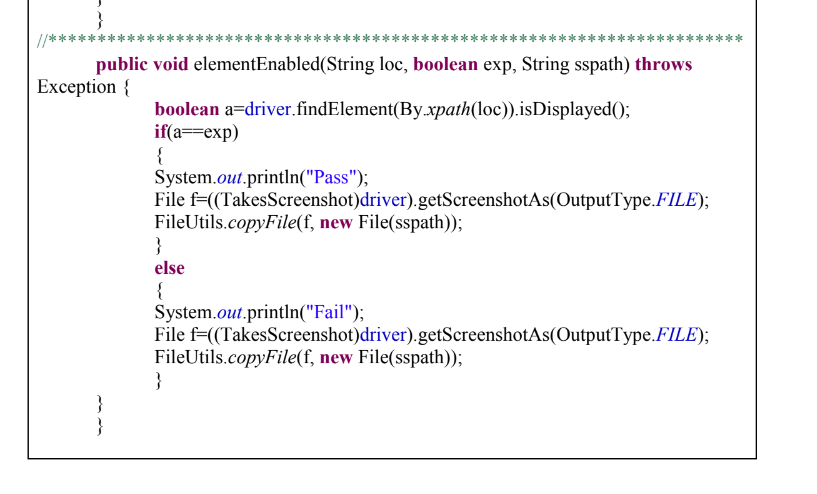 }
}
//***********************************************************************
public void elementEnabled(String loc, boolean exp, String sspath) throws
Exception {
boolean a=driver.findElement(By.xpath(loc)).isDisplayed();
if(a==exp)
{
System.out.println("Pass");
File f=((TakesScreenshot)driver).getScreenshotAs(OutputType.FILE);
FileUtils.copyFile(f, new File(sspath));
}
else
{
System.out.println("Fail");
File f=((TakesScreenshot)driver).getScreenshotAs(OutputType.FILE);
FileUtils.copyFile(f, new File(sspath));
}
}
}